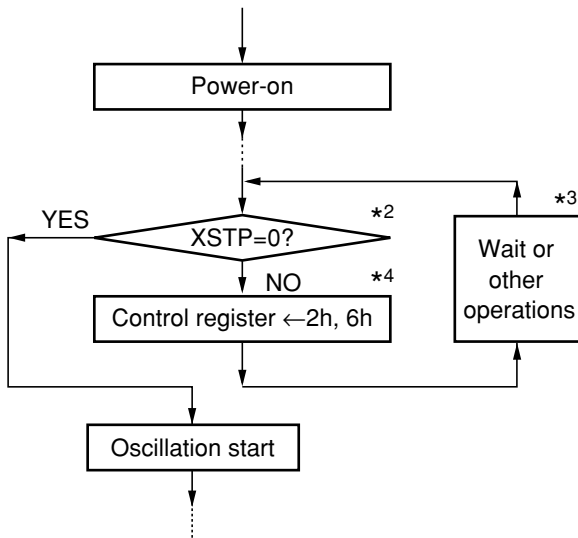 Power-on
*3
YES
*2
XSTP=0?
Wait or
other
operations
NO
*4
Control register ←2h, 6h
Oscillation start